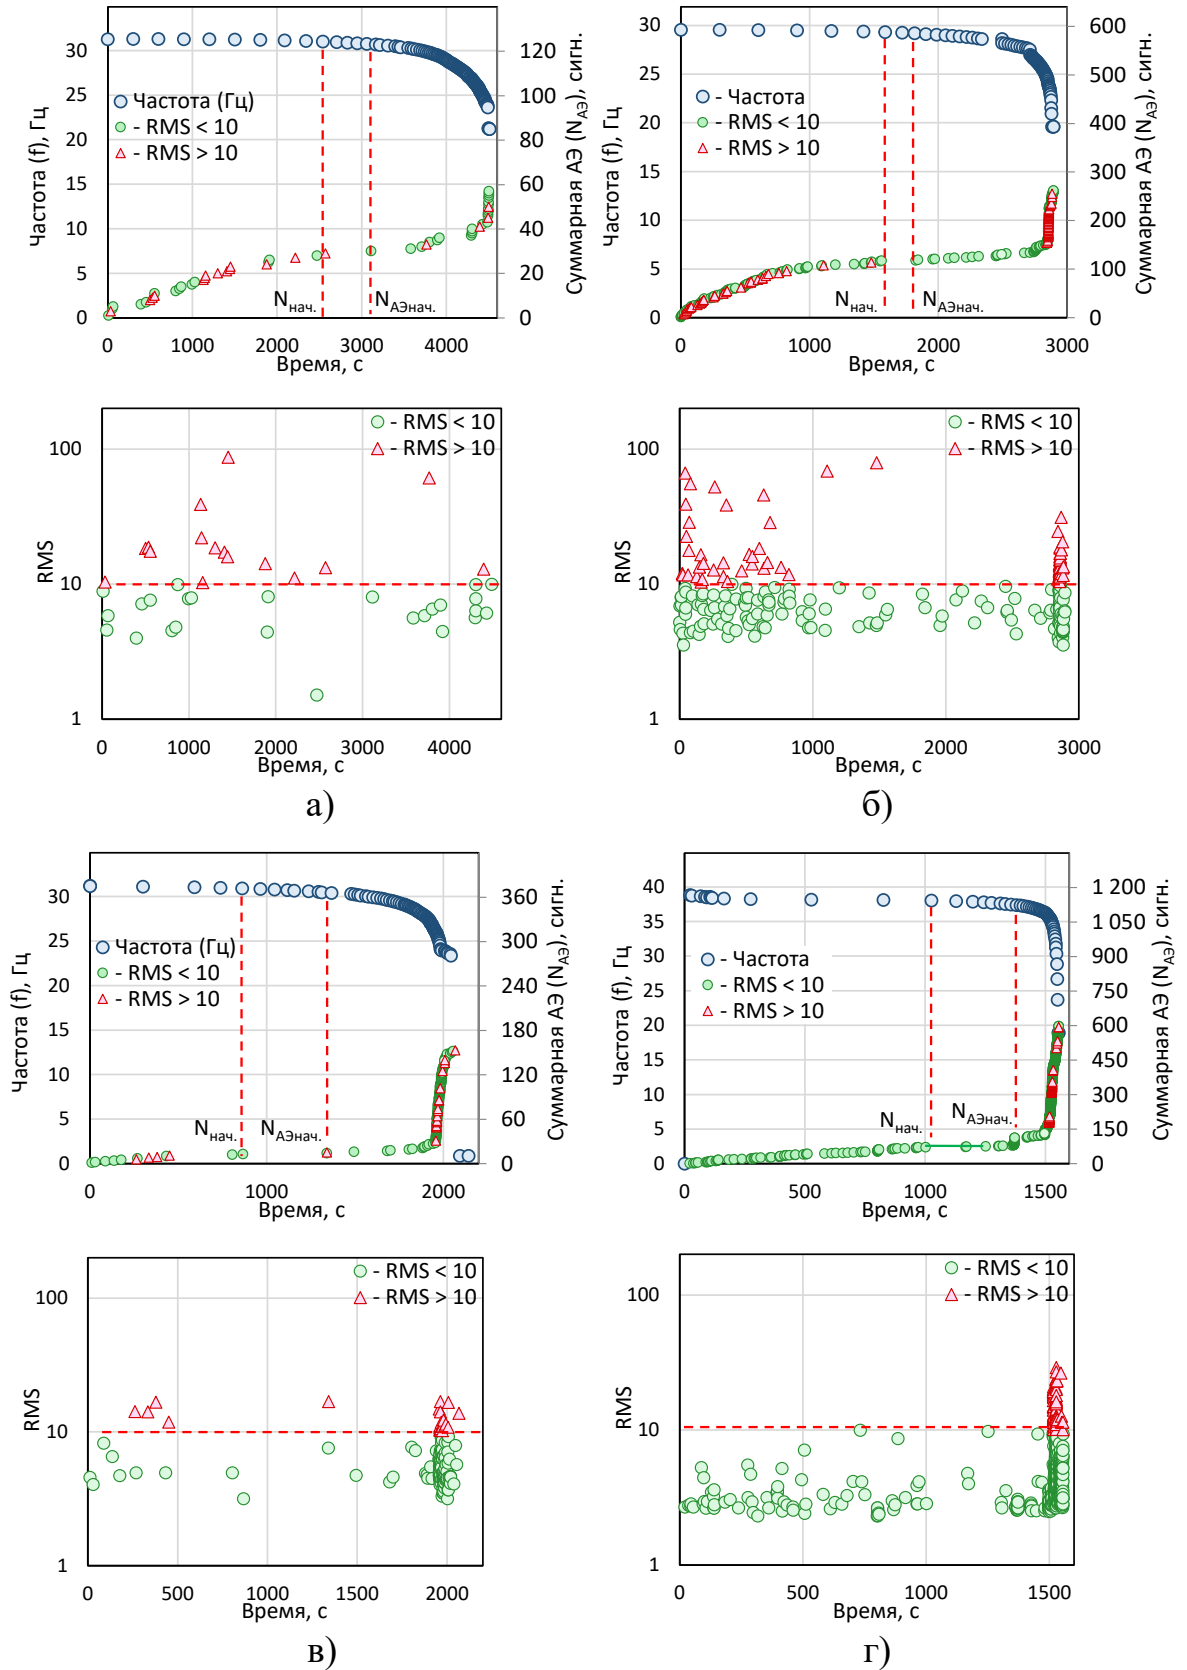 Частота (f), Гц
35
30
25
20
15
10
5
0
Частота (Гц)
- RMS < 10
- RMS > 10
Nнач.
NАЭнач.
0 1000 2000 3000 4000
Время, с
120
100
80
60
40
20
0
Суммарная АЭ (NАЭ), сигн.
Частота (f), Гц
30
25
20
15
10
5
0
- Частота
- RMS < 10
- RMS > 10
Nнач.
NАЭнач.
0 1000 2000 3000
Время, с
600
500
400
300
200
100
0
Суммарная АЭ (NАЭ), сигн.
RMS
100
10
1
- RMS < 10
- RMS > 10
0 1000 2000 3000 4000
Время, с
а)
RMS
100
10
1
- RMS < 10
- RMS > 10
0 1000 2000 3000
Время, с
б)
Частота (f), Гц
30
25
20
15
10
5
0
Частота (Гц)
- RMS < 10
- RMS > 10
Nнач.
NАЭнач.
0 1000 2000
Время, с
360
300
240
180
120
60
0
Суммарная АЭ (NАЭ), сигн.
Частота (f), Гц
40
35
30
25
20
15
10
5
0
- Частота
- RMS < 10
- RMS > 10
Nнач.
NАЭнач.
0 500 1000 1500
Время, с
1200
1050
900
750
600
450
300
150
0
Суммарная АЭ (NАЭ), сигн.
RMS
100
10
1
- RMS < 10
- RMS > 10
0 500 1000 1500 2000
Время, с
в)
RMS
100
10
1
- RMS < 10
- RMS > 10
0 500 1000 1500
Время, с
г)